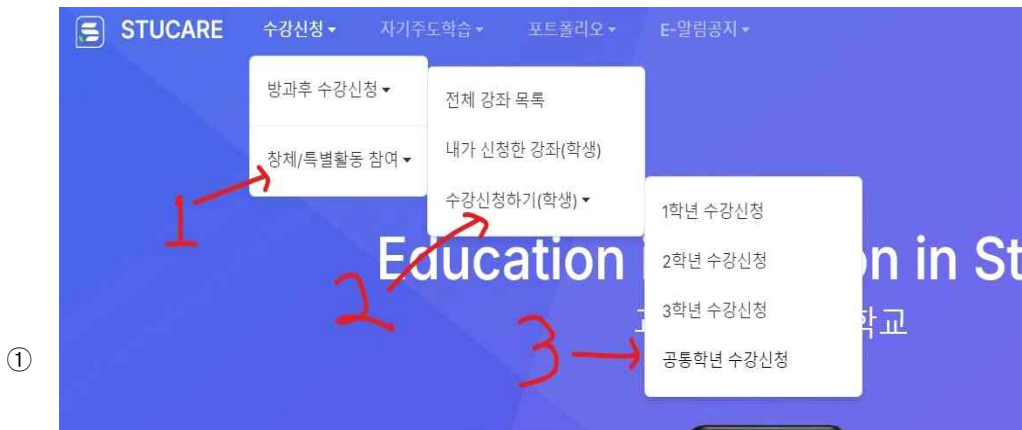 STUCARE 수강신청▾ 자기주도학습▾ 포트폴리오▾ E-알림공지▾
방과후 수강신청▾
창체/특별활동 참여▾
전체 강좌 목록
내가 신청한 강좌(학생)
수강신청하기(학생)▾
1학년 수강신청
2학년 수강신청
3학년 수강신청
공통학년 수강신청
1
2
3
Education in St
학교
①